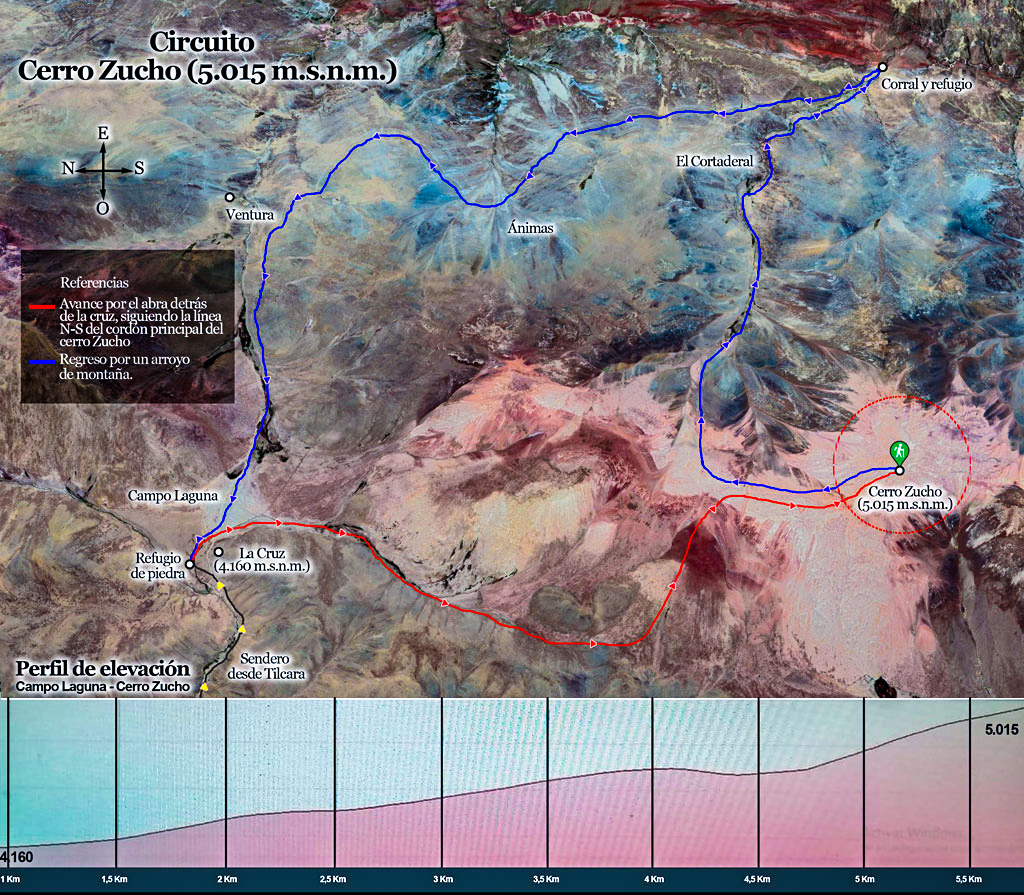 Circuito
Cerro Zucho (5.015 m.s.n.m.)
E
N
S
O
Corral y refugio
El Cortaderal
Ventura
Ánimas
Referencias
Avance por el abra detrás
de la cruz, siguiendo la línea
N-S del cordón principal del
cerro Zucho
Regreso por un arroyo
de montaña.
Campo Laguna
Cerro Zucho
(5.015 m.s.n.m.)
La Cruz
(4.160 m.s.n.m.)
Refugio
de piedra
Sendero
desde Tilcara
Perfil de elevación
Campo Laguna - Cerro Zucho
5.015
4.160
1 Km
1,5 Km
2 Km
2,5 Km
3 Km
3,5 Km
4 Km
4,5 Km
5 Km
5,5 Km